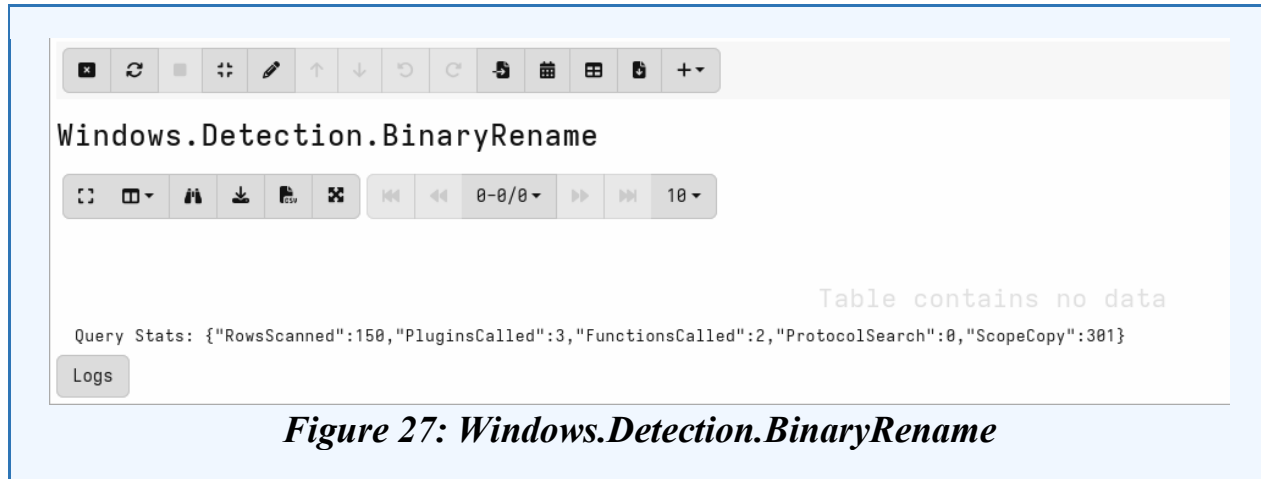 Windows.Detection.BinaryRename
CSV
0-0/0
10
Table contains no data
Query Stats: {"RowsScanned":150,"PluginsCalled":3,"FunctionsCalled":2,"ProtocolSearch":0,"ScopeCopy":301}
Logs
Figure 27: Windows.Detection.BinaryRename